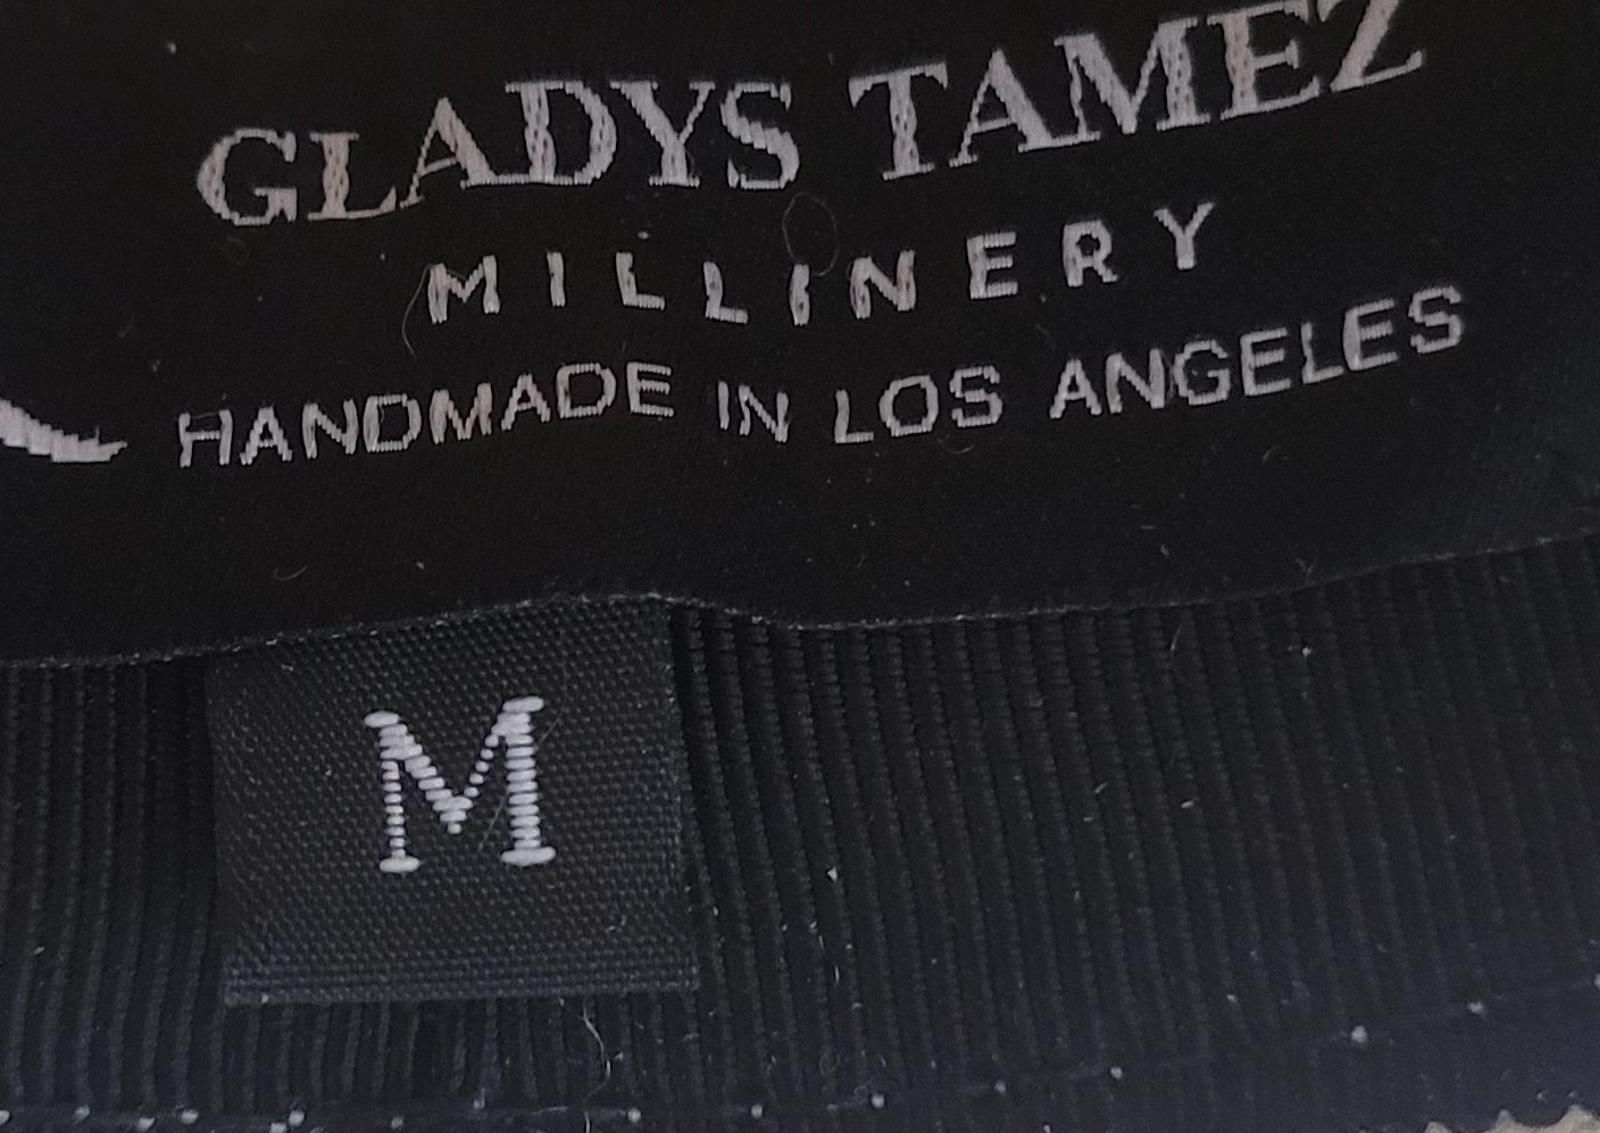 GLADYS TAMEZ
MILLINERY
HANDMADE IN LOS ANGELES
M